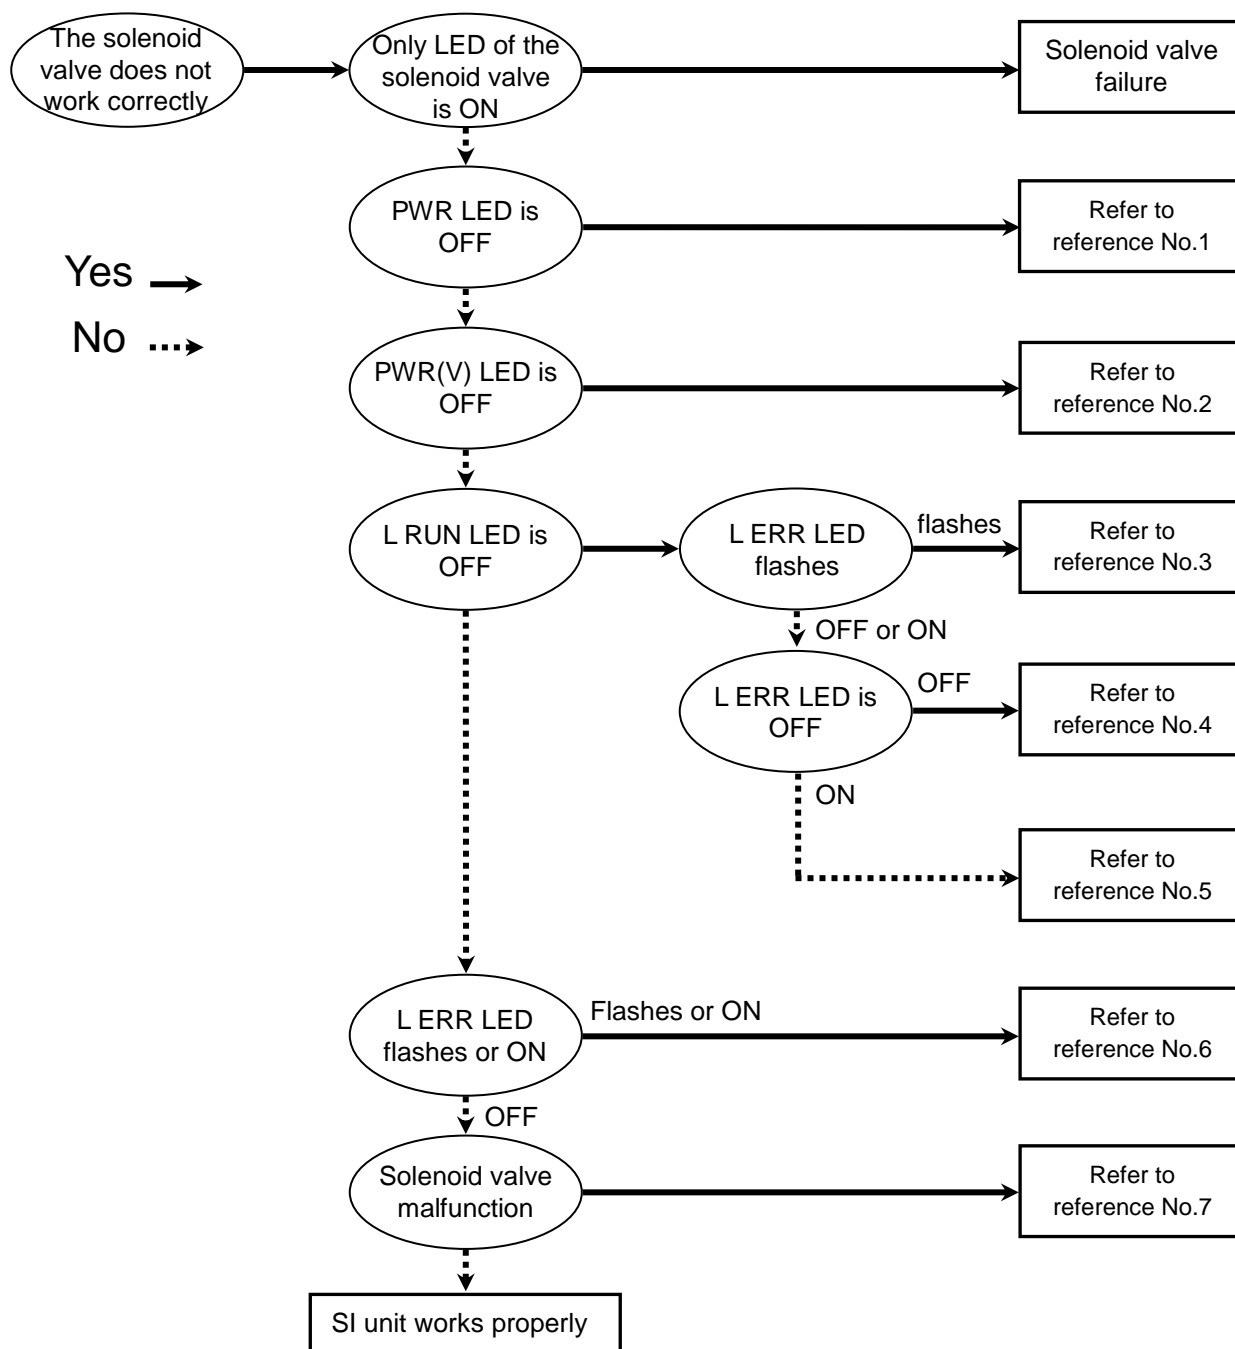 The solenoid
valve does not
work correctly
Only LED of the
solenoid valve
is ON
Solenoid valve
failure
PWR LED is
OFF
Refer to
reference No.1
Yes
No
PWR(V) LED is
OFF
Refer to
reference No.2
L RUN LED is
OFF
L ERR LED
flashes
flashes
Refer to
reference No.3
OFF or ON
L ERR LED is
OFF
OFF
Refer to
reference No.4
ON
Refer to
reference No.5
L ERR LED
flashes or ON
Flashes or ON
Refer to
reference No.6
OFF
Solenoid valve
malfunction
Refer to
reference No.7
SI unit works properly